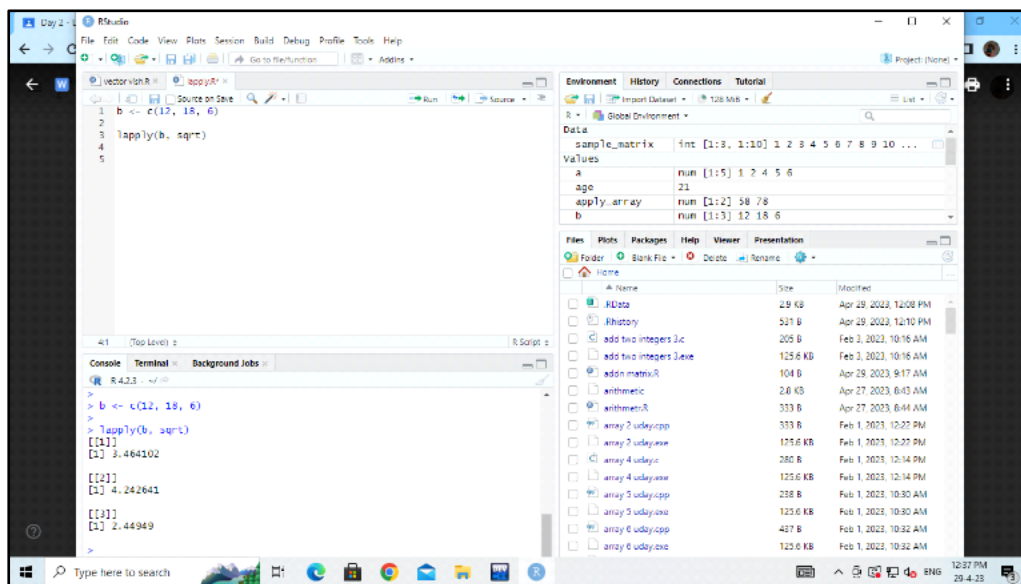 Day 2 -
RStudio
File Edit Code View Plots Session Build Debug Profile Tools Help
Go to file/function
Addins
Project: (None)
W
vector vish.R
lapply.R*
Source on Save
Run
Source
1 b <- c(12, 18, 6)
2
3 lapply(b, sqrt)
4
5
4:1 (Top Level) R Script
Console Terminal Background Jobs
R 4.2.3 . ~/
>
> b <- c(12, 18, 6)
>
> lapply(b, sqrt)
[[1]]
[1] 3.464102
[[2]]
[1] 4.242641
[[3]]
[1] 2.44949
>
Environment History Connections Tutorial
Import Dataset 128 MiB List
R Global Environment
Data
sample_matrix int [1:3, 1:10] 1 2 3 4 5 6 7 8 9 10 ...
Values
a num [1:5] 1 2 4 5 6
age 21
apply_array num [1:2] 58 78
b num [1:3] 12 18 6
Files Plots Packages Help Viewer Presentation
Folder Blank File Delete Rename
Home
Name Size Modified
.RData 2.9 KB Apr 29, 2023, 12:08 PM
.Rhistory 531 B Apr 29, 2023, 12:10 PM
add two integers 3.c 205 B Feb 3, 2023, 10:16 AM
add two integers 3.exe 125.6 KB Feb 3, 2023, 10:16 AM
addn matrix.R 104 B Apr 29, 2023, 9:17 AM
arithmetic 2.8 KB Apr 27, 2023, 8:43 AM
arithmetr.R 333 B Apr 27, 2023, 8:44 AM
array 2 uday.cpp 333 B Feb 1, 2023, 12:22 PM
array 2 uday.exe 125.6 KB Feb 1, 2023, 12:22 PM
array 4 uday.c 280 B Feb 1, 2023, 12:14 PM
array 4 uday.exe 125.6 KB Feb 1, 2023, 12:14 PM
array 5 uday.cpp 238 B Feb 1, 2023, 10:30 AM
array 5 uday.exe 125.6 KB Feb 1, 2023, 10:30 AM
array 6 uday.cpp 437 B Feb 1, 2023, 10:32 AM
array 6 uday.exe 125.6 KB Feb 1, 2023, 10:32 AM
Type here to search
ENG
12:37 PM
29-4-23